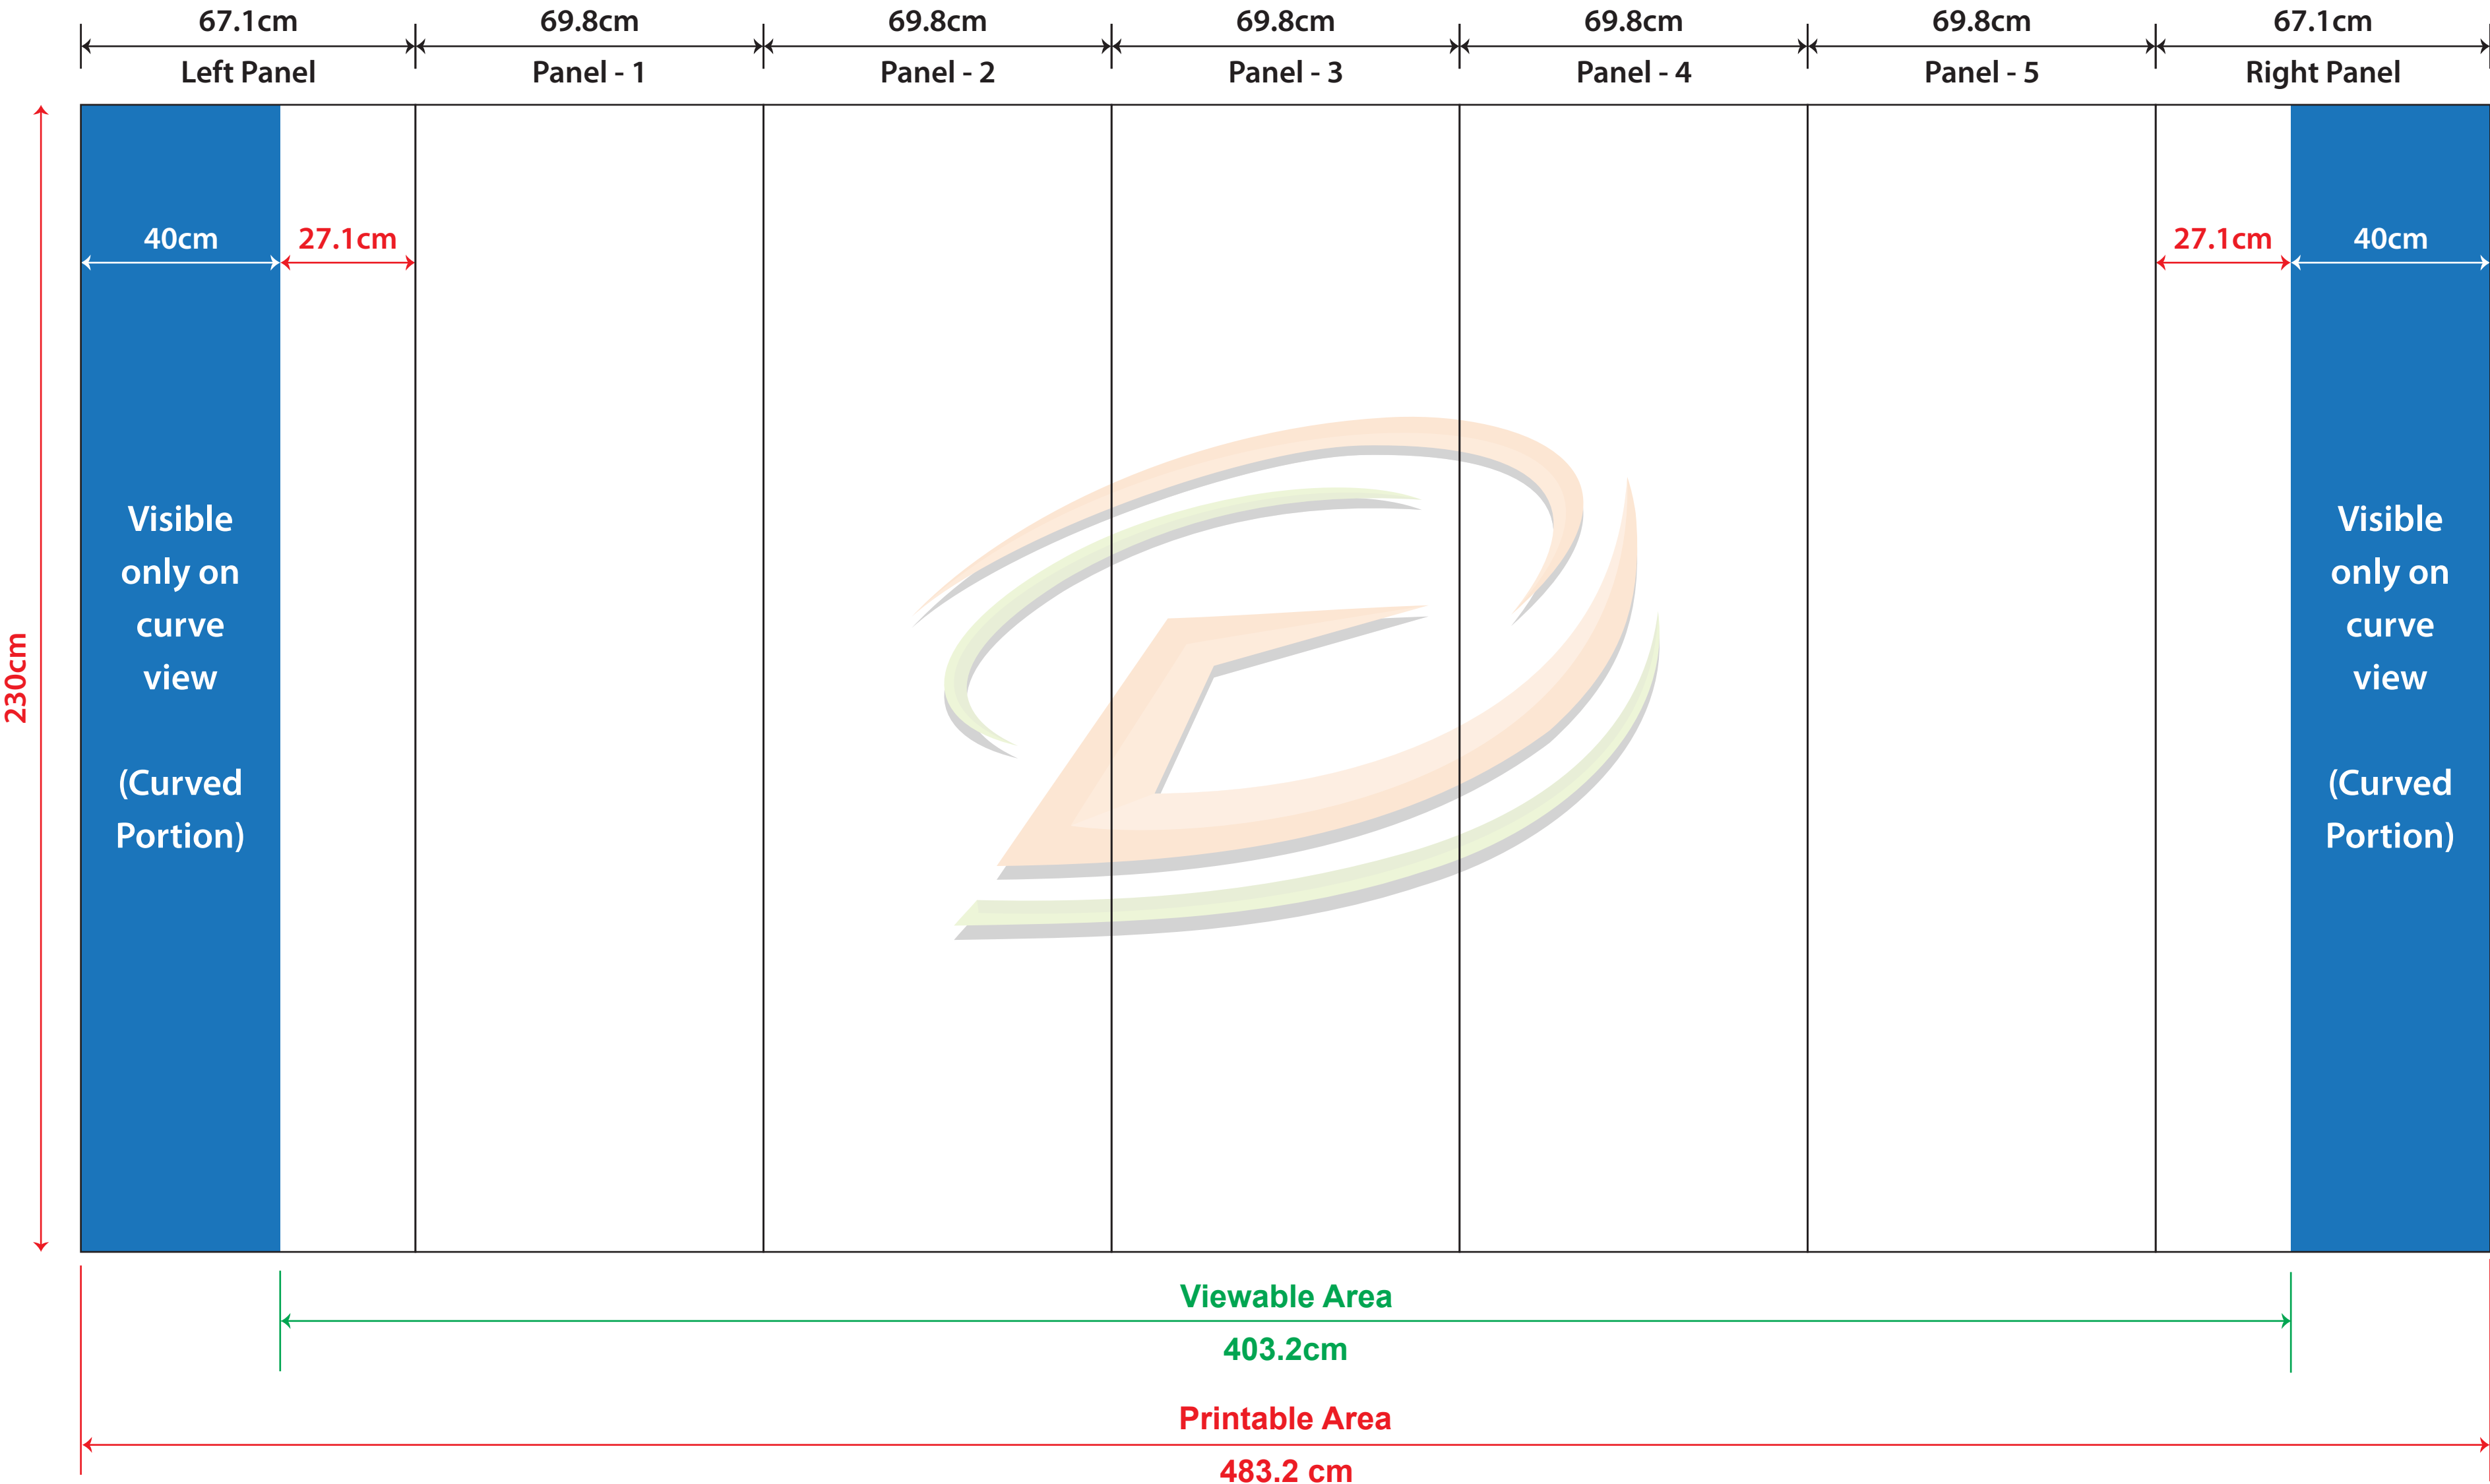 67.1cm 69.8cm 69.8cm 69.8cm 69.8cm 69.8cm 67.1cm
Left Panel Panel - 1 Panel - 2 Panel - 3 Panel - 4 Panel - 5 Right Panel
40cm 27.1cm 27.1cm 40cm
230cm
Visible
only on
curve
view
(Curved
Portion)
Visible
only on
curve
view
(Curved
Portion)
Viewable Area
403.2cm
Printable Area
483.2 cm